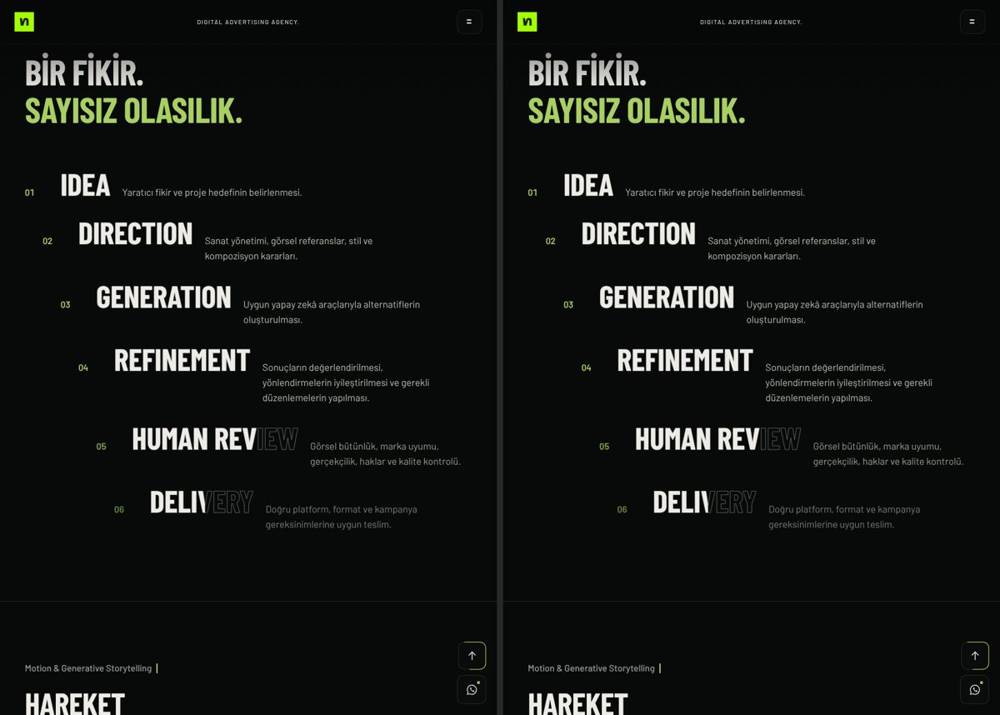 DIGITAL ADVERTISING AGENCY.
BİR FİKİR.
SAYISIZ OLASILIK.
01 IDEA Yaratıcı fikir ve proje hedefinin belirlenmesi.
02 DIRECTION Sanat yönetimi, görsel referanslar, stil ve
kompozisyon kararları.
03 GENERATION Uygun yapay zekâ araçlarıyla alternatiflerin
oluşturulması.
04 REFINEMENT Sonuçların değerlendirilmesi,
yönlendirmelerin iyileştirilmesi ve gerekli
düzenlemelerin yapılması.
05 HUMAN REVIEW Görsel bütünlük, marka uyumu,
gerçekçilik, haklar ve kalite kontrolü.
06 DELIVERY Doğru platform, format ve kampanya
gereksinimlerine uygun teslim.
Motion & Generative Storytelling
HAREKET
DIGITAL ADVERTISING AGENCY.
BİR FİKİR.
SAYISIZ OLASILIK.
01 IDEA Yaratıcı fikir ve proje hedefinin belirlenmesi.
02 DIRECTION Sanat yönetimi, görsel referanslar, stil ve
kompozisyon kararları.
03 GENERATION Uygun yapay zekâ araçlarıyla alternatiflerin
oluşturulması.
04 REFINEMENT Sonuçların değerlendirilmesi,
yönlendirmelerin iyileştirilmesi ve gerekli
düzenlemelerin yapılması.
05 HUMAN REVIEW Görsel bütünlük, marka uyumu,
gerçekçilik, haklar ve kalite kontrolü.
06 DELIVERY Doğru platform, format ve kampanya
gereksinimlerine uygun teslim.
Motion & Generative Storytelling
HAREKET